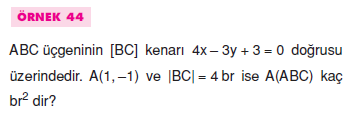 ÖRNEK 44
ABC üçgeninin [BC] kenarı 4x – 3y + 3 = 0 doğrusu
üzerindedir. A(1, –1) ve |BC| = 4 br ise A(ABC) kaç
br² dir?